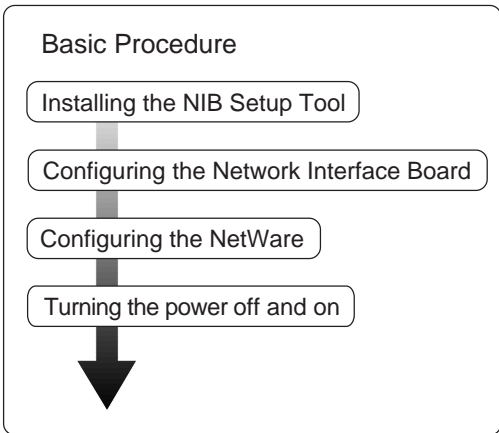 Basic Procedure
Installing the NIB Setup Tool
Configuring the Network Interface Board
Configuring the NetWare
Turning the power off and on